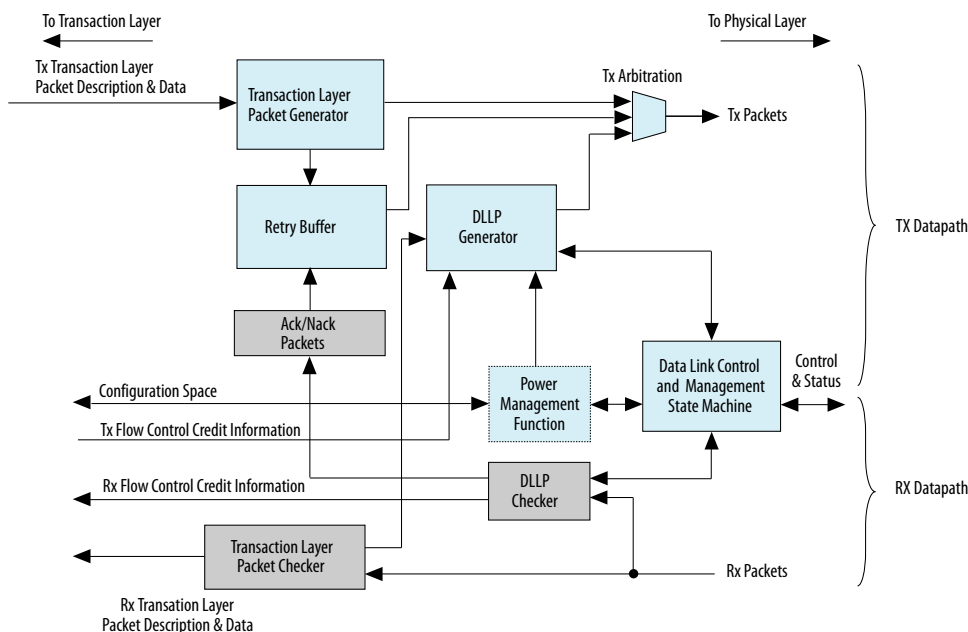 To Transaction Layer
To Physical Layer
Tx Transaction Layer
Packet Description & Data
Transaction Layer
Packet Generator
Tx Arbitration
Tx Packets
Retry Buffer
DLLP
Generator
TX Datapath
Ack/Nack
Packets
Configuration Space
Power
Management
Function
Data Link Control
and Management
State Machine
Control
& Status
Tx Flow Control Credit Information
Rx Flow Control Credit Information
DLLP
Checker
RX Datapath
Transaction Layer
Packet Checker
Rx Packets
Rx Transation Layer
Packet Description & Data